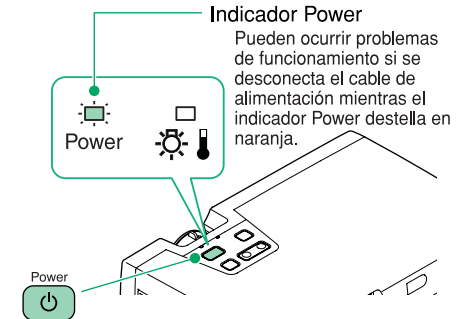 Indicador Power
Pueden ocurrir problemas
de funcionamiento si se
desconecta el cable de
alimentación mientras el
indicador Power destella en
naranja.
Power
Power